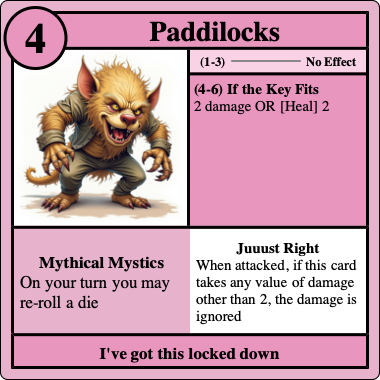 4
Paddilocks
(1-3) No Effect
(4-6) If the Key Fits
2 damage OR [Heal] 2
Mythical Mystics
On your turn you may
re-roll a die
Juuust Right
When attacked, if this card
takes any value of damage
other than 2, the damage is
ignored
I've got this locked down